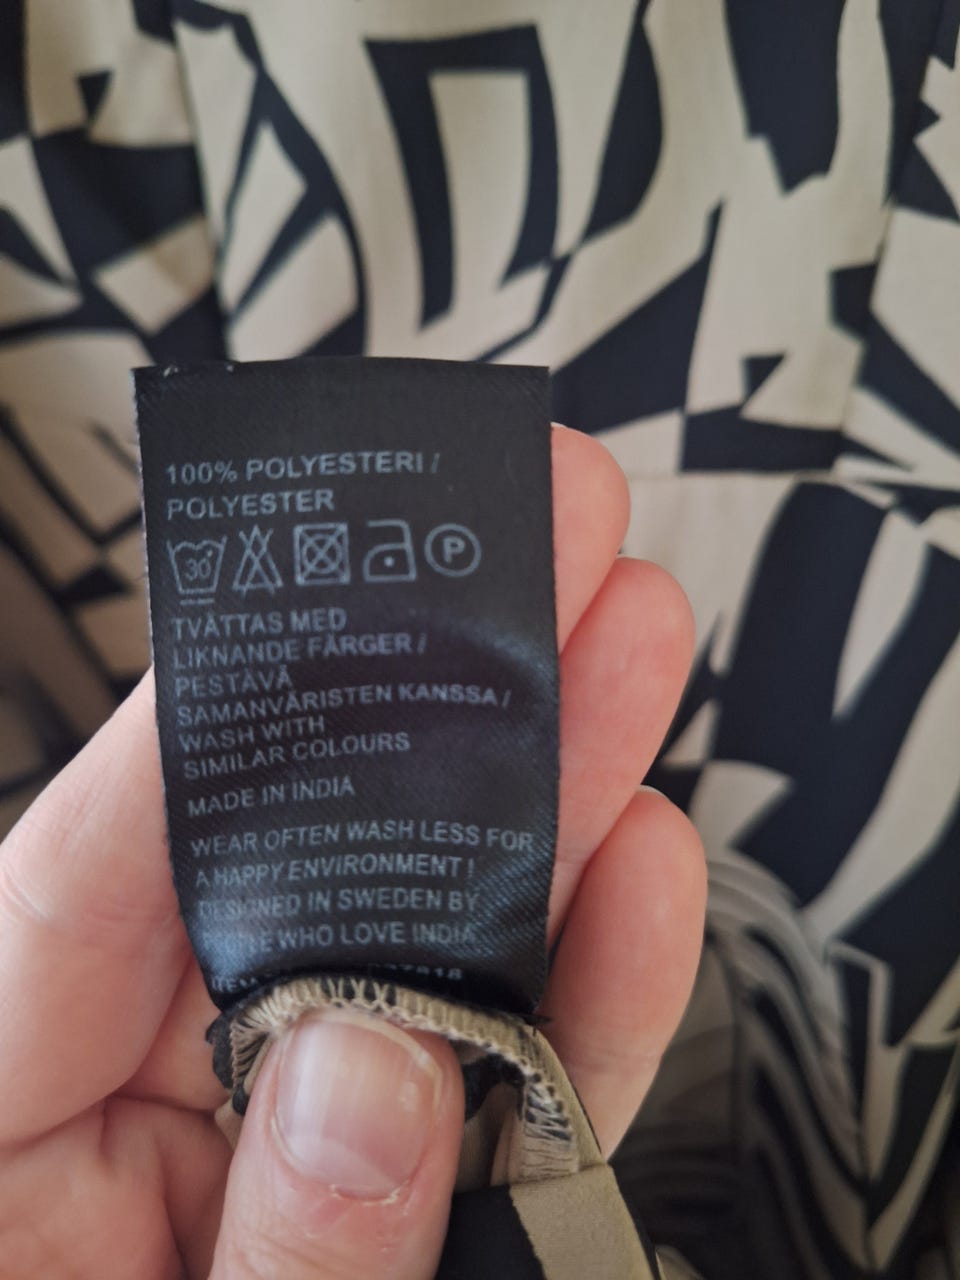 100% POLYESTERI /
POLYESTER
30°
P
TVÄTTAS MED
LIKNANDE FÄRGER /
PESTÄVÄ
SAMANVÄRISTEN KANSSA /
WASH WITH
SIMILAR COLOURS
MADE IN INDIA
WEAR OFTEN WASH LESS FOR
A HAPPY ENVIRONMENT !
DESIGNED IN SWEDEN BY
PEOPLE WHO LOVE INDIA